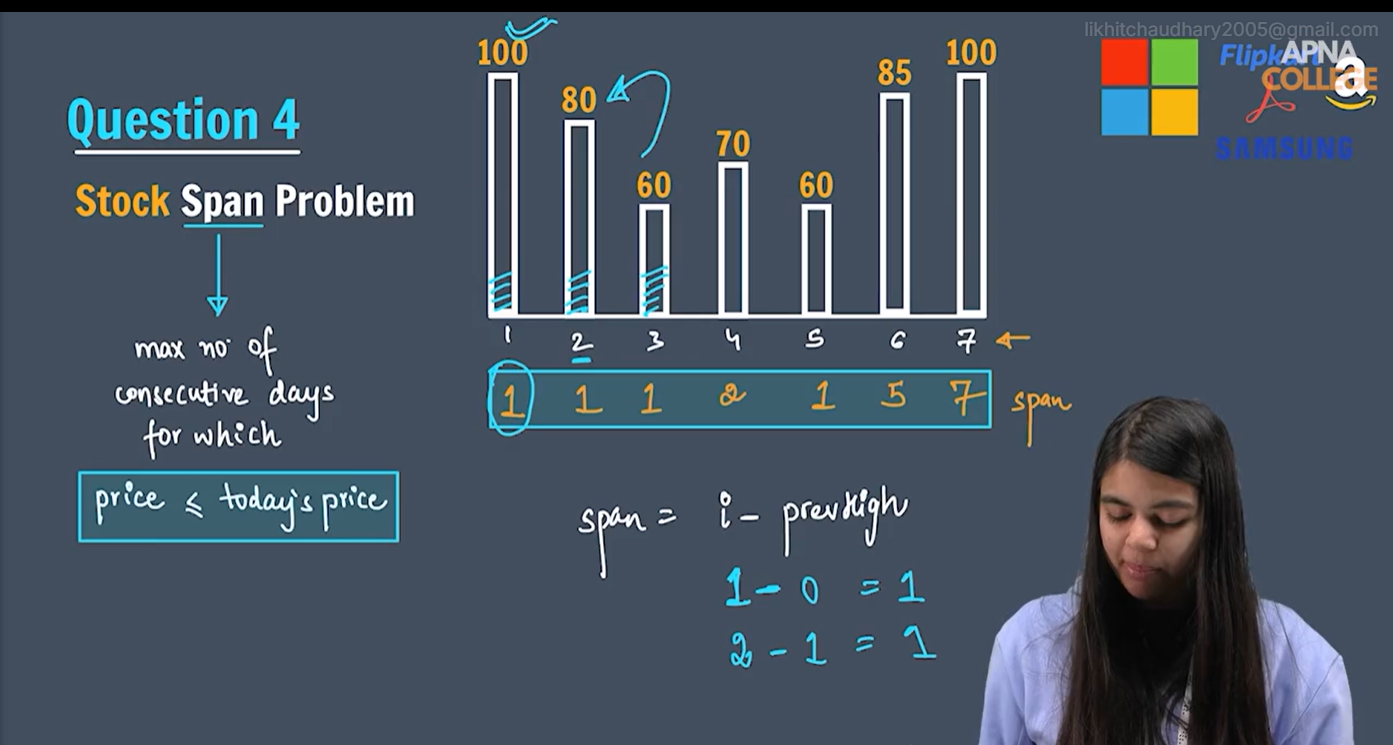 likhitchaudhary2005@gmail.com
Flipkart
APNA
COLLEGE
a
SAMSUNG
Question 4
Stock Span Problem
max no of
consecutive days
for which
price ≤ today's price
100
80
60
70
60
85
100
1 2 3 4 5 6 7
1 1 1 2 1 5 7 span
span = i - prevHigh
1 - 0 = 1
2 - 1 = 1